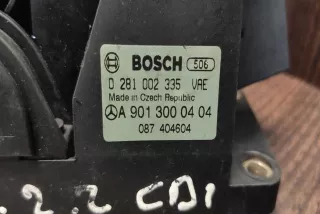 BOSCH 506
0 281 002 335 VAE
Made in Czech Republic
A 901 300 04 04
087 404604
2.2 CDI